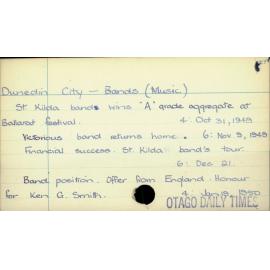 Dunedin City - Bands (Music)
St Kilda band wins "A" grade aggregate at
Ballarat festival. 4: Oct 31, 1949
Victorious band returns home. 6: Nov 9, 1949
Financial success. St. Kilda band's tour.
6: Dec 21.
Band position. Offer from England. Honour
for Ken G. Smith. 4: Jan 19, 1950
OTAGO DAILY TIMES